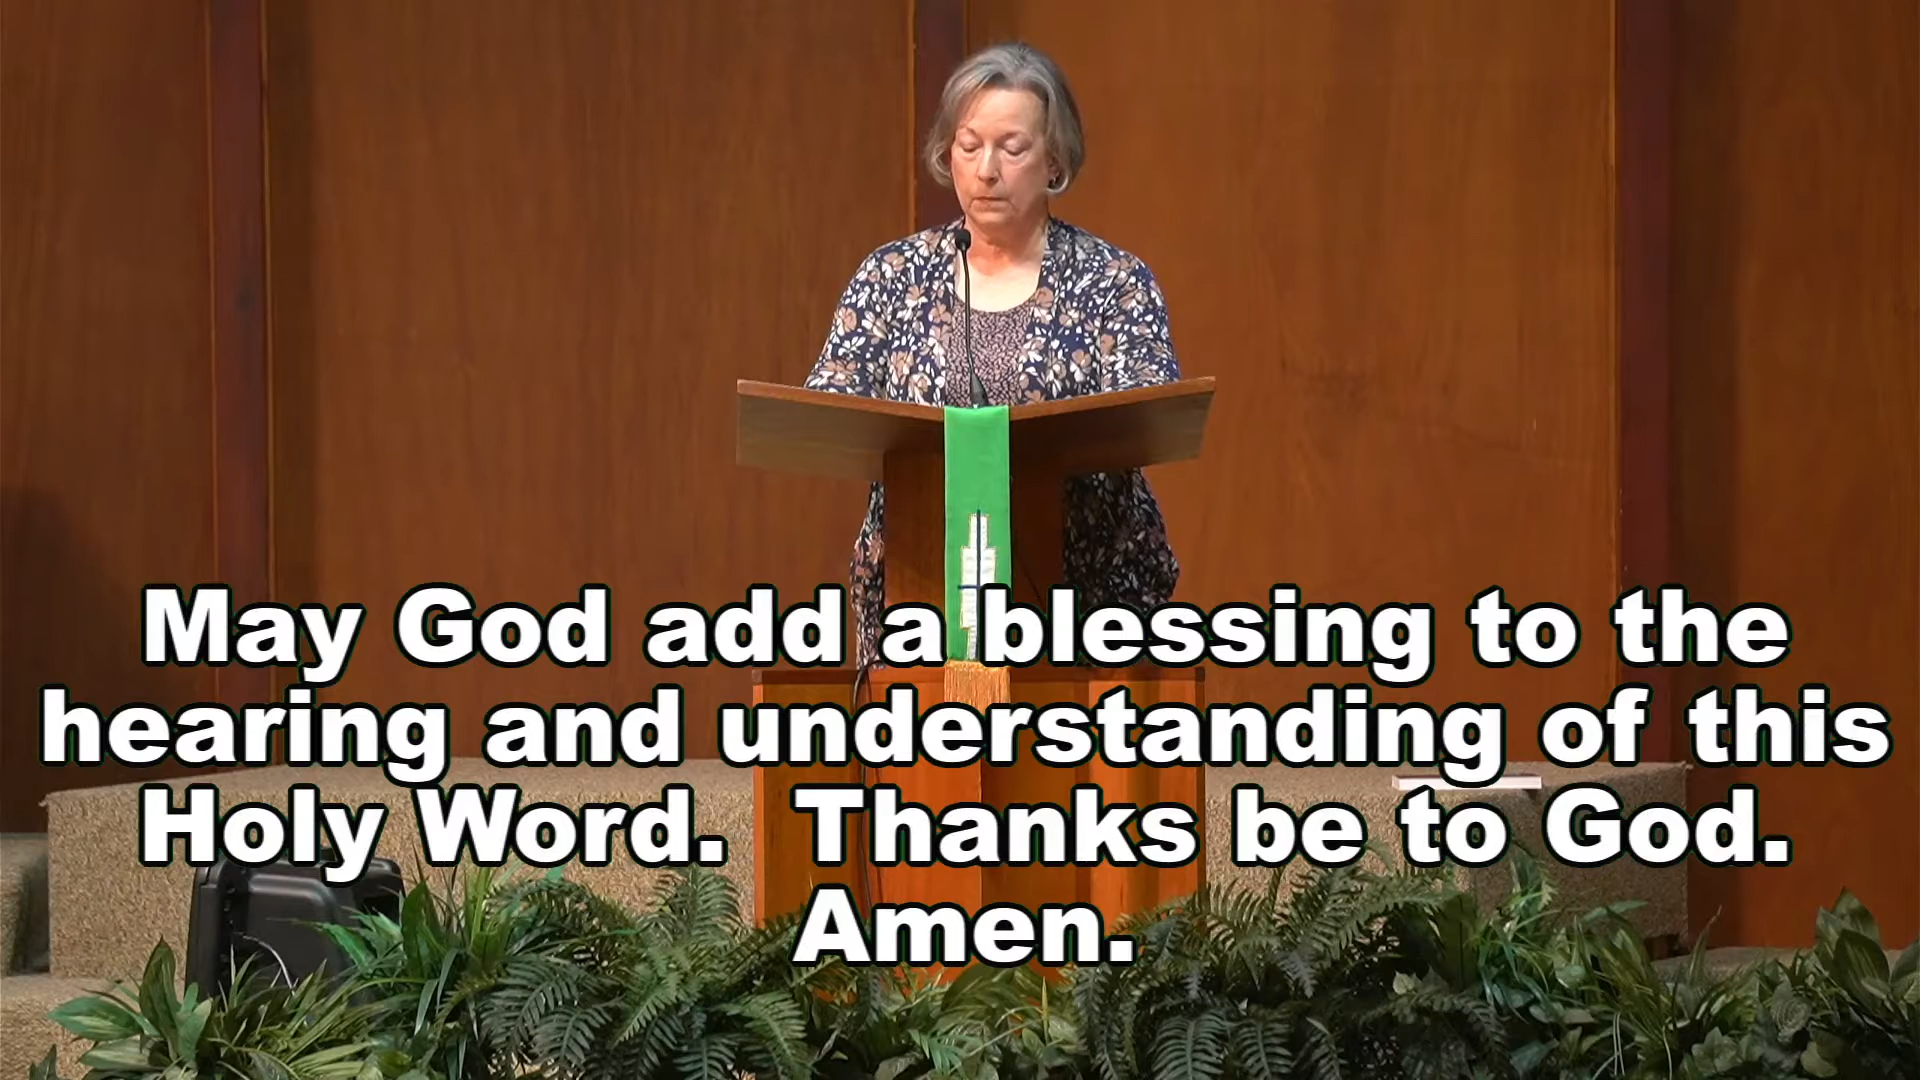 May God add a blessing to the
hearing and understanding of this
Holy Word.  Thanks be to God.
Amen.